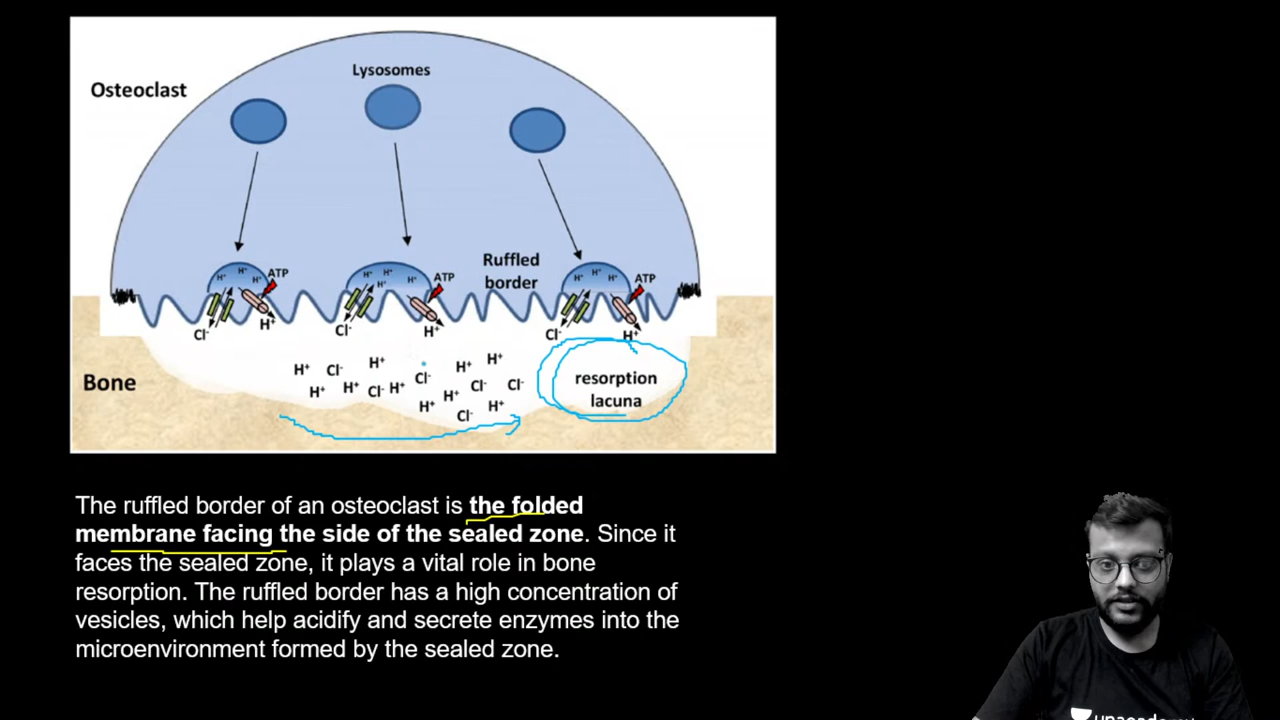 Lysosomes
Osteoclast
H⁺ H⁺ H⁺ ATP
H⁺ H⁺ H⁺ ATP
Ruffled
border
H⁺ H⁺ H⁺ ATP
Cl⁻ H⁺
Cl⁻ H⁺
Cl⁻ H⁺
H⁺ Cl⁻ H⁺ Cl⁻ H⁺ H⁺
H⁺ H⁺ Cl⁻ H⁺ H⁺ Cl⁻ Cl⁻
H⁺ Cl⁻ H⁺
Bone
resorption
lacuna
The ruffled border of an osteoclast is the folded
membrane facing the side of the sealed zone. Since it
faces the sealed zone, it plays a vital role in bone
resorption. The ruffled border has a high concentration of
vesicles, which help acidify and secrete enzymes into the
microenvironment formed by the sealed zone.